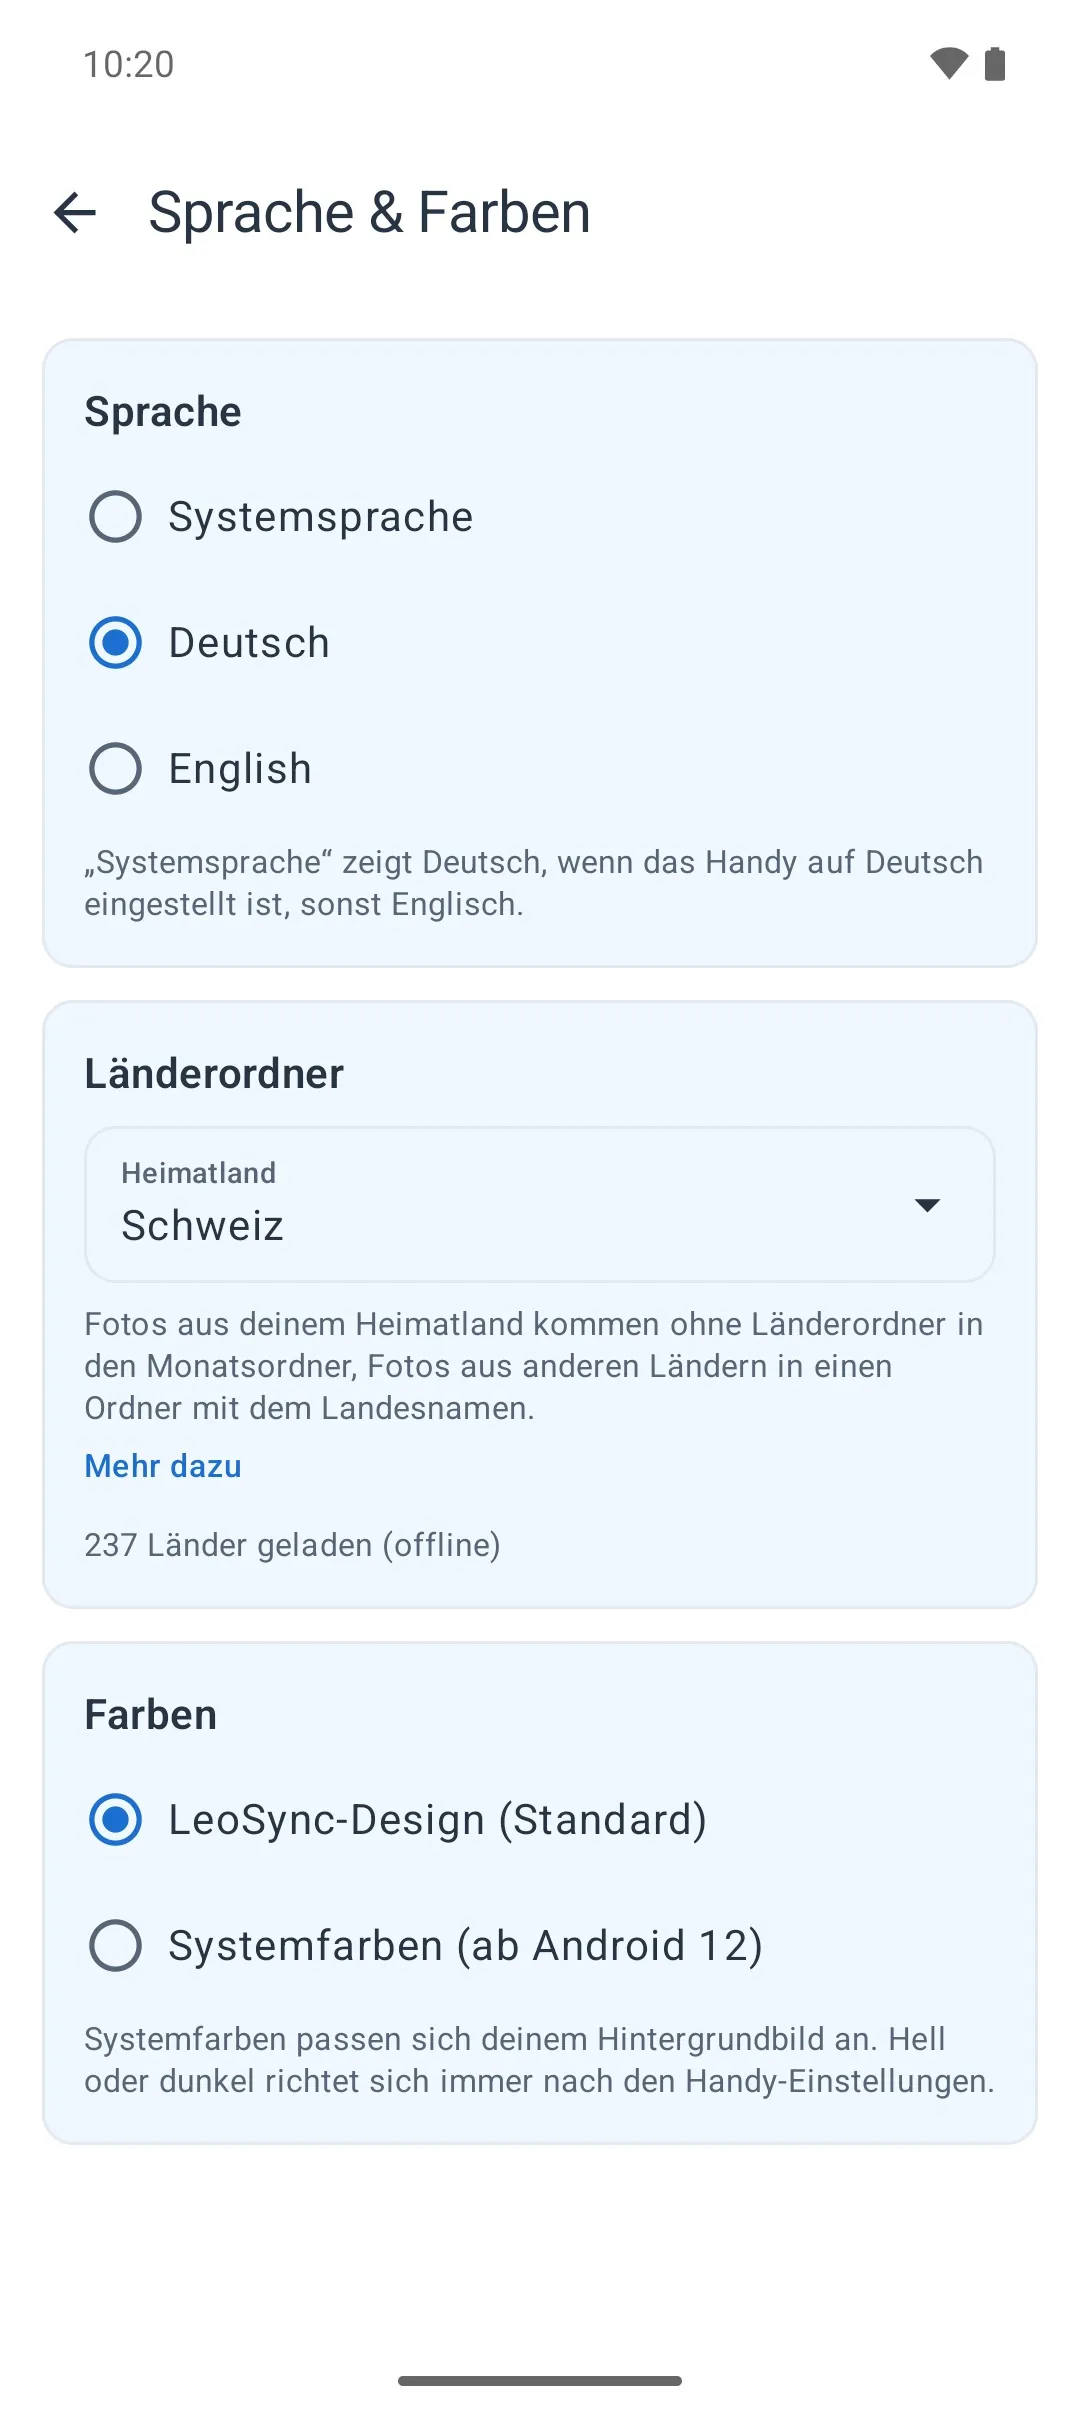 10:20
Sprache & Farben
Sprache
Systemsprache
Deutsch
English
„Systemsprache“ zeigt Deutsch, wenn das Handy auf Deutsch
eingestellt ist, sonst Englisch.
Länderordner
Heimatland
Schweiz
Fotos aus deinem Heimatland kommen ohne Länderordner in
den Monatsordner, Fotos aus anderen Ländern in einen
Ordner mit dem Landesnamen.
Mehr dazu
237 Länder geladen (offline)
Farben
LeoSync-Design (Standard)
Systemfarben (ab Android 12)
Systemfarben passen sich deinem Hintergrundbild an. Hell
oder dunkel richtet sich immer nach den Handy-Einstellungen.